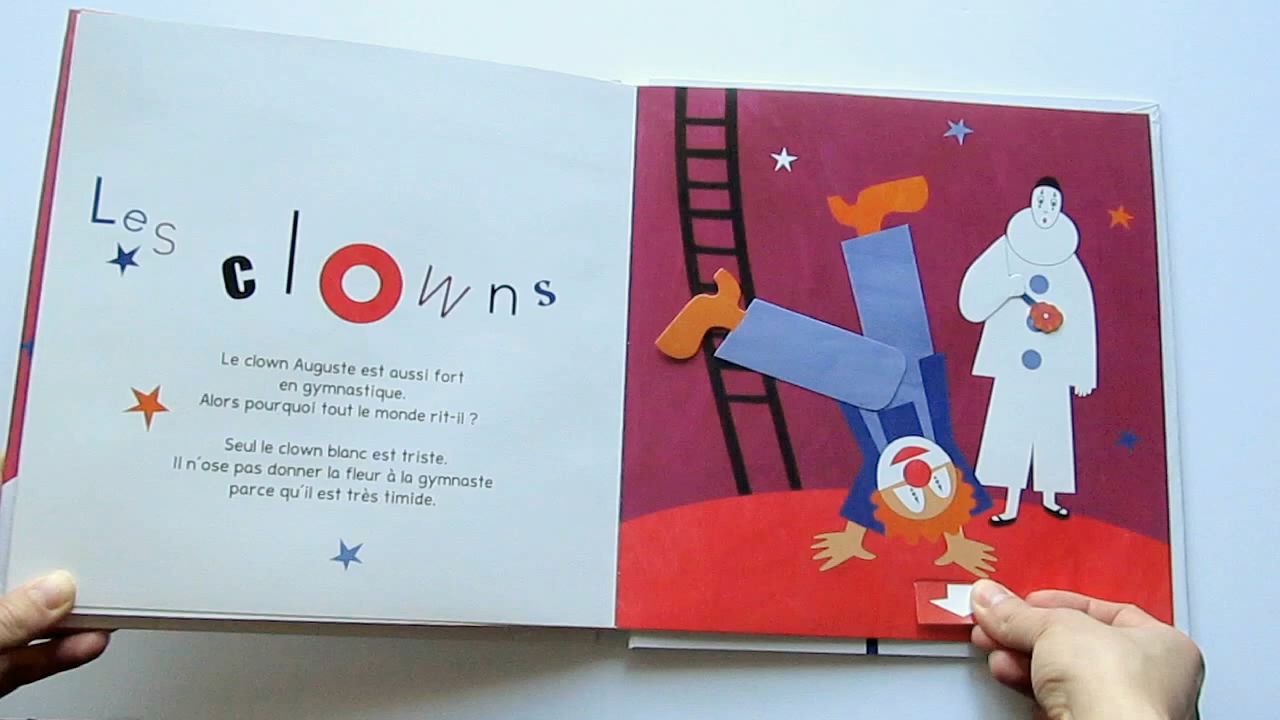 Les
clowns
Le clown Auguste est aussi fort
en gymnastique.
Alors pourquoi tout le monde rit-il ?
Seul le clown blanc est triste.
Il n'ose pas donner la fleur à la gymnaste
parce qu'il est très timide.